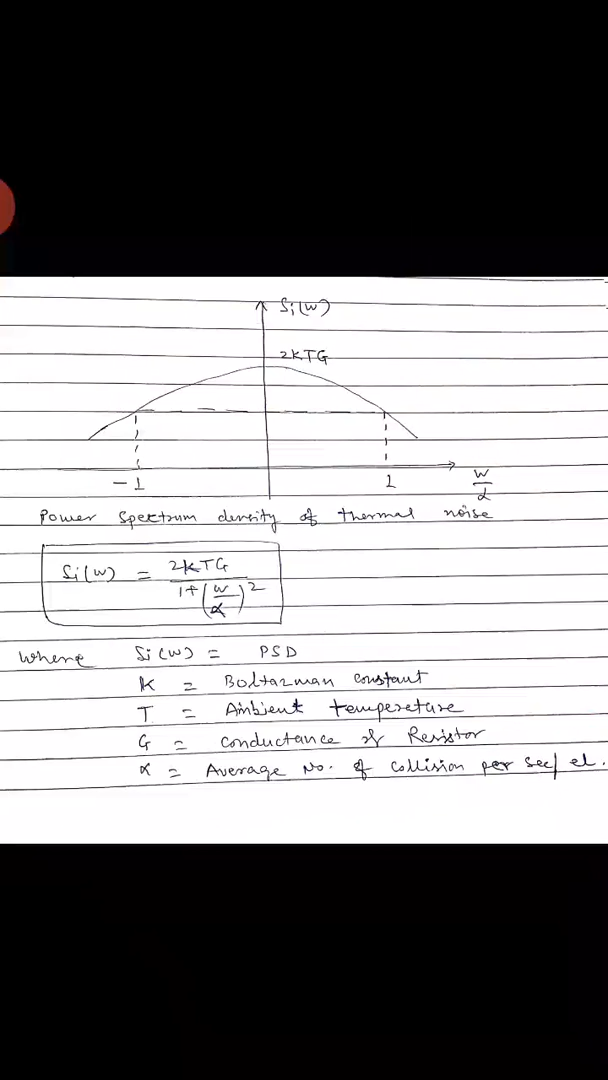 Si(w)
2KTG
-1
1
w/α
Power Spectrum density of thermal noise
Si(w) = 2KTG / 1+(w/α)2
Where Si(w) = PSD
K = Boltazman constant
T = Ambient tempereture
G = Conductance of Resistor
α = Average No. of collision per sec/el.